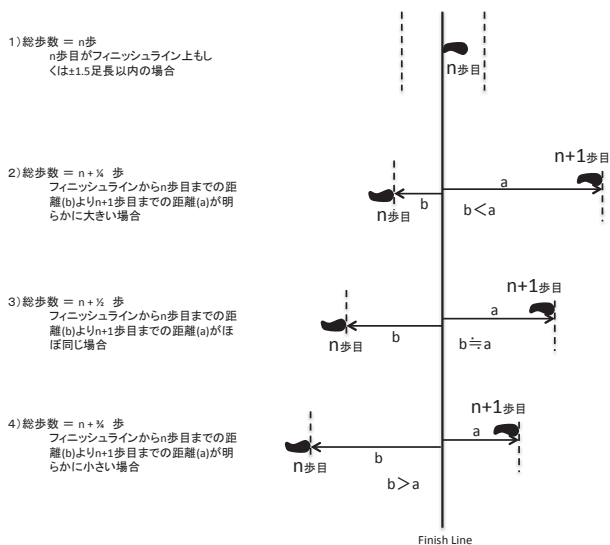 1)総歩数 = n歩
n歩目がフィニッシュライン上もし
くは±1.5足長以内の場合
n歩目
2)総歩数 = n + ¼ 歩
フィニッシュラインからn歩目までの距
離(b)よりn+1歩目までの距離(a)が明
らかに大きい場合
n+1歩目
a
b
n歩目
b<a
3)総歩数 = n + ½ 歩
フィニッシュラインからn歩目までの距
離(b)よりn+1歩目までの距離(a)がほ
ぼ同じ場合
n+1歩目
a
b
n歩目
b≒a
4)総歩数 = n + ¾ 歩
フィニッシュラインからn歩目までの距
離(b)よりn+1歩目までの距離(a)が明
らかに小さい場合
n+1歩目
a
b
n歩目
b>a
Finish Line